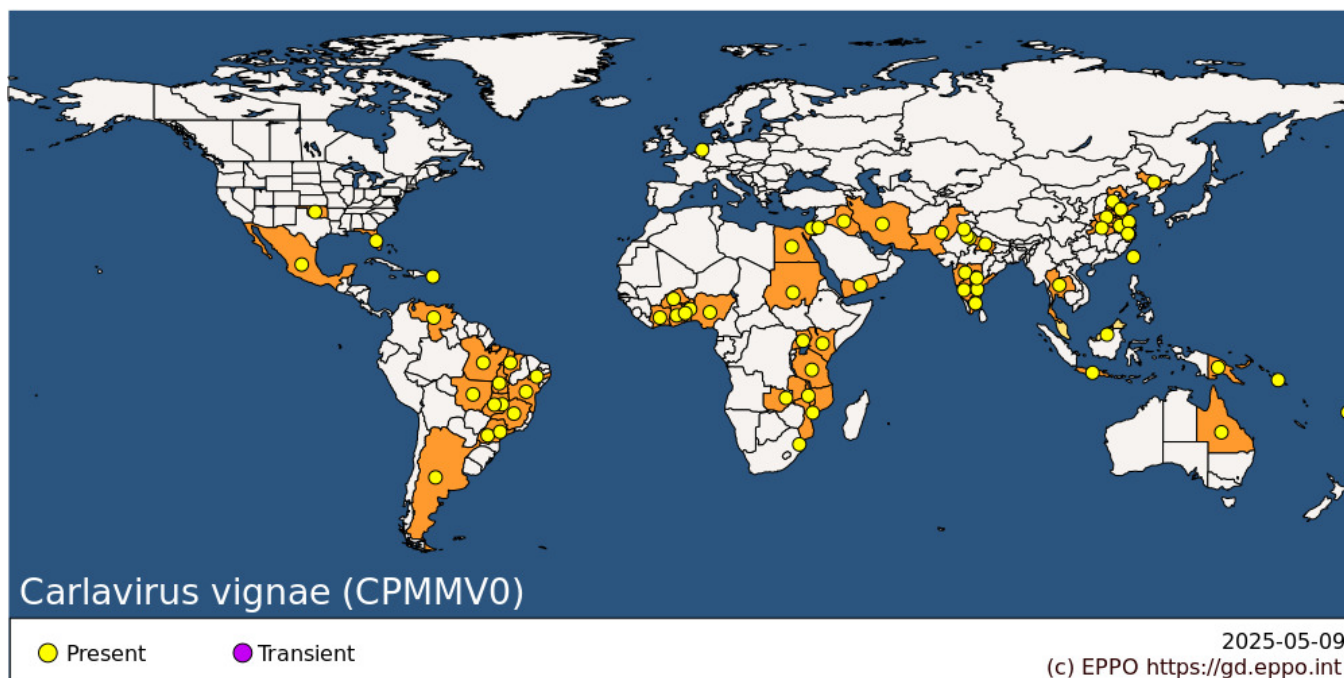 Carlavirus vignae (CPMMV0)
Present
Transient
2025-05-09
(c) EPPO https://gd.eppo.int